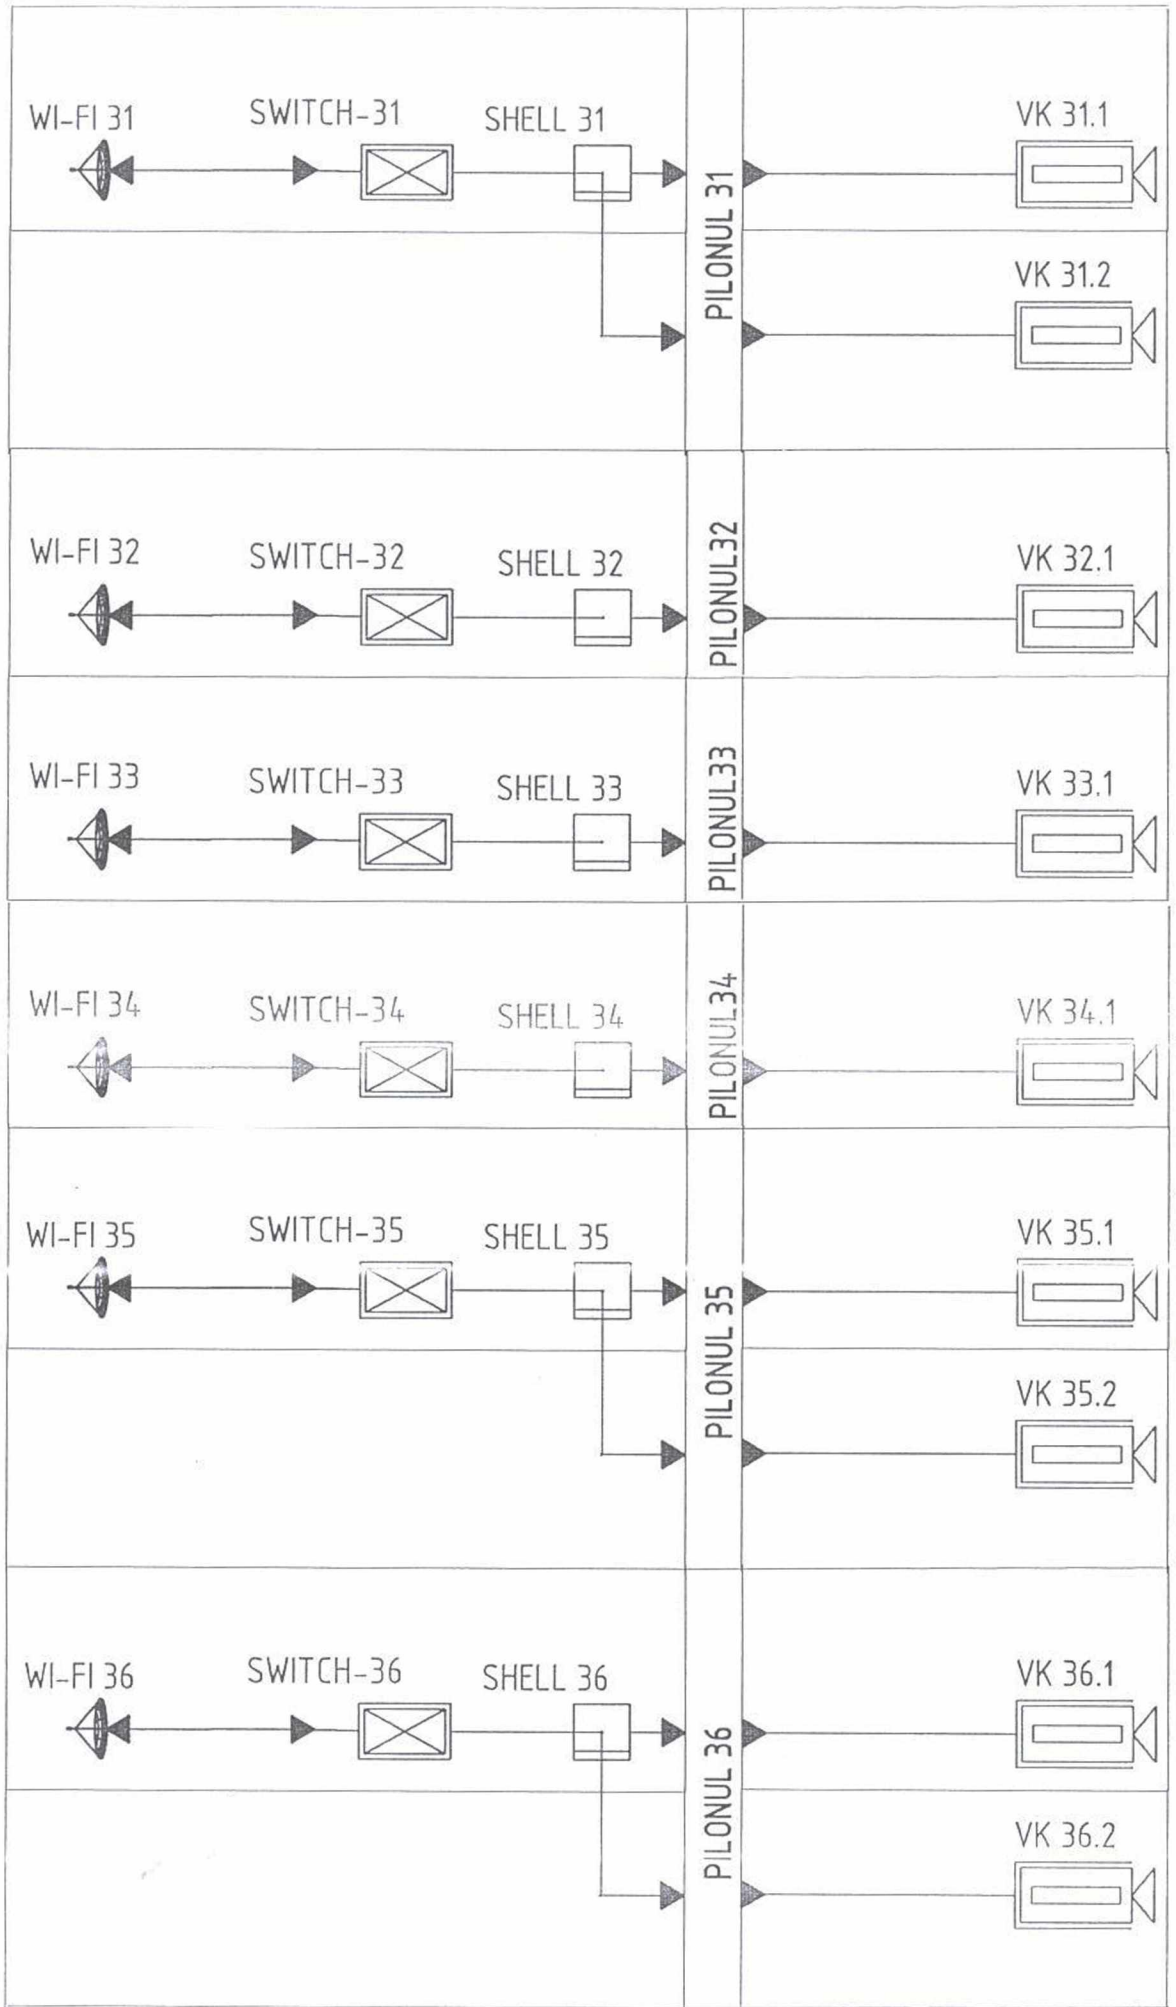 WI-FI 31
SWITCH-31
SHELL 31
PILONUL 31
VK 31.1
VK 31.2
WI-FI 32
SWITCH-32
SHELL 32
PILONUL32
VK 32.1
WI-FI 33
SWITCH-33
SHELL 33
PILONUL33
VK 33.1
WI-FI 34
SWITCH-34
SHELL 34
PILONUL34
VK 34.1
WI-FI 35
SWITCH-35
SHELL 35
PILONUL 35
VK 35.1
VK 35.2
WI-FI 36
SWITCH-36
SHELL 36
PILONUL 36
VK 36.1
VK 36.2